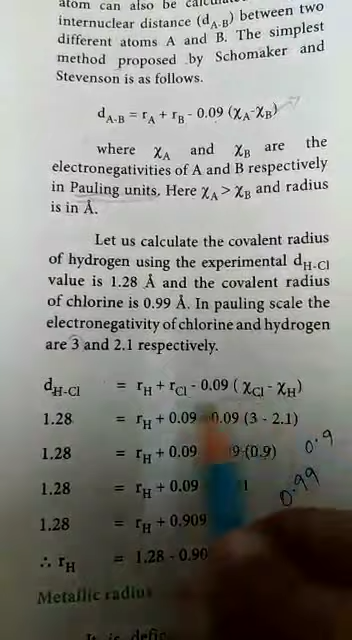 atom can also be
internuclear distance (dA-B) between two
different atoms A and B. The simplest
method proposed by Schomaker and
Stevenson is as follows.
dA-B = rA + rB - 0.09 (χA-χB)
where χA and χB are the
electronegativities of A and B respectively
in Pauling units. Here χA > χB and radius
is in Å.
Let us calculate the covalent radius
of hydrogen using the experimental dH-Cl
value is 1.28 Å and the covalent radius
of chlorine is 0.99 Å. In pauling scale the
electronegativity of chlorine and hydrogen
are 3 and 2.1 respectively.
dH-Cl = rH + rCl - 0.09 ( χCl - χH)
1.28 = rH + 0.09 0.09 (3 - 2.1)
1.28 = rH + 0.09 9 (0.9) 0.9
1.28 = rH + 0.09 1 0.99
1.28 = rH + 0.909
∴ rH = 1.28 - 0.90
Metallic radius
It is